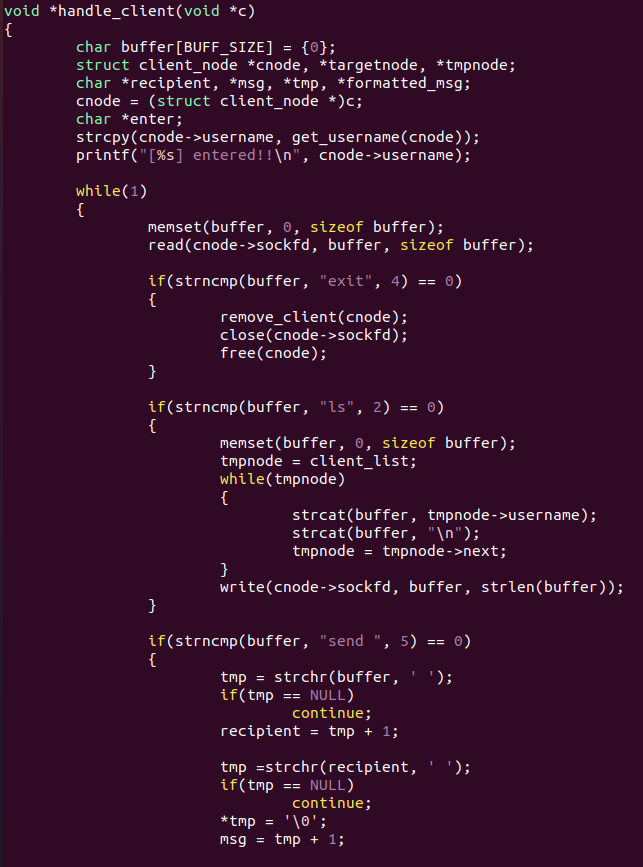 void *handle_client(void *c)
{
        char buffer[BUFF_SIZE] = {0};
        struct client_node *cnode, *targetnode, *tmpnode;
        char *recipient, *msg, *tmp, *formatted_msg;
        cnode = (struct client_node *)c;
        char *enter;
        strcpy(cnode->username, get_username(cnode));
        printf("[%s] entered!!\n", cnode->username);

        while(1)
        {
                memset(buffer, 0, sizeof buffer);
                read(cnode->sockfd, buffer, sizeof buffer);

                if(strncmp(buffer, "exit", 4) == 0)
                {
                        remove_client(cnode);
                        close(cnode->sockfd);
                        free(cnode);
                }

                if(strncmp(buffer, "ls", 2) == 0)
                {
                        memset(buffer, 0, sizeof buffer);
                        tmpnode = client_list;
                        while(tmpnode)
                        {
                                strcat(buffer, tmpnode->username);
                                strcat(buffer, "\n");
                                tmpnode = tmpnode->next;
                        }
                        write(cnode->sockfd, buffer, strlen(buffer));
                }

                if(strncmp(buffer, "send ", 5) == 0)
                {
                        tmp = strchr(buffer, ' ');
                        if(tmp == NULL)
                                continue;
                        recipient = tmp + 1;

                        tmp =strchr(recipient, ' ');
                        if(tmp == NULL)
                                continue;
                        *tmp = '\0';
                        msg = tmp + 1;